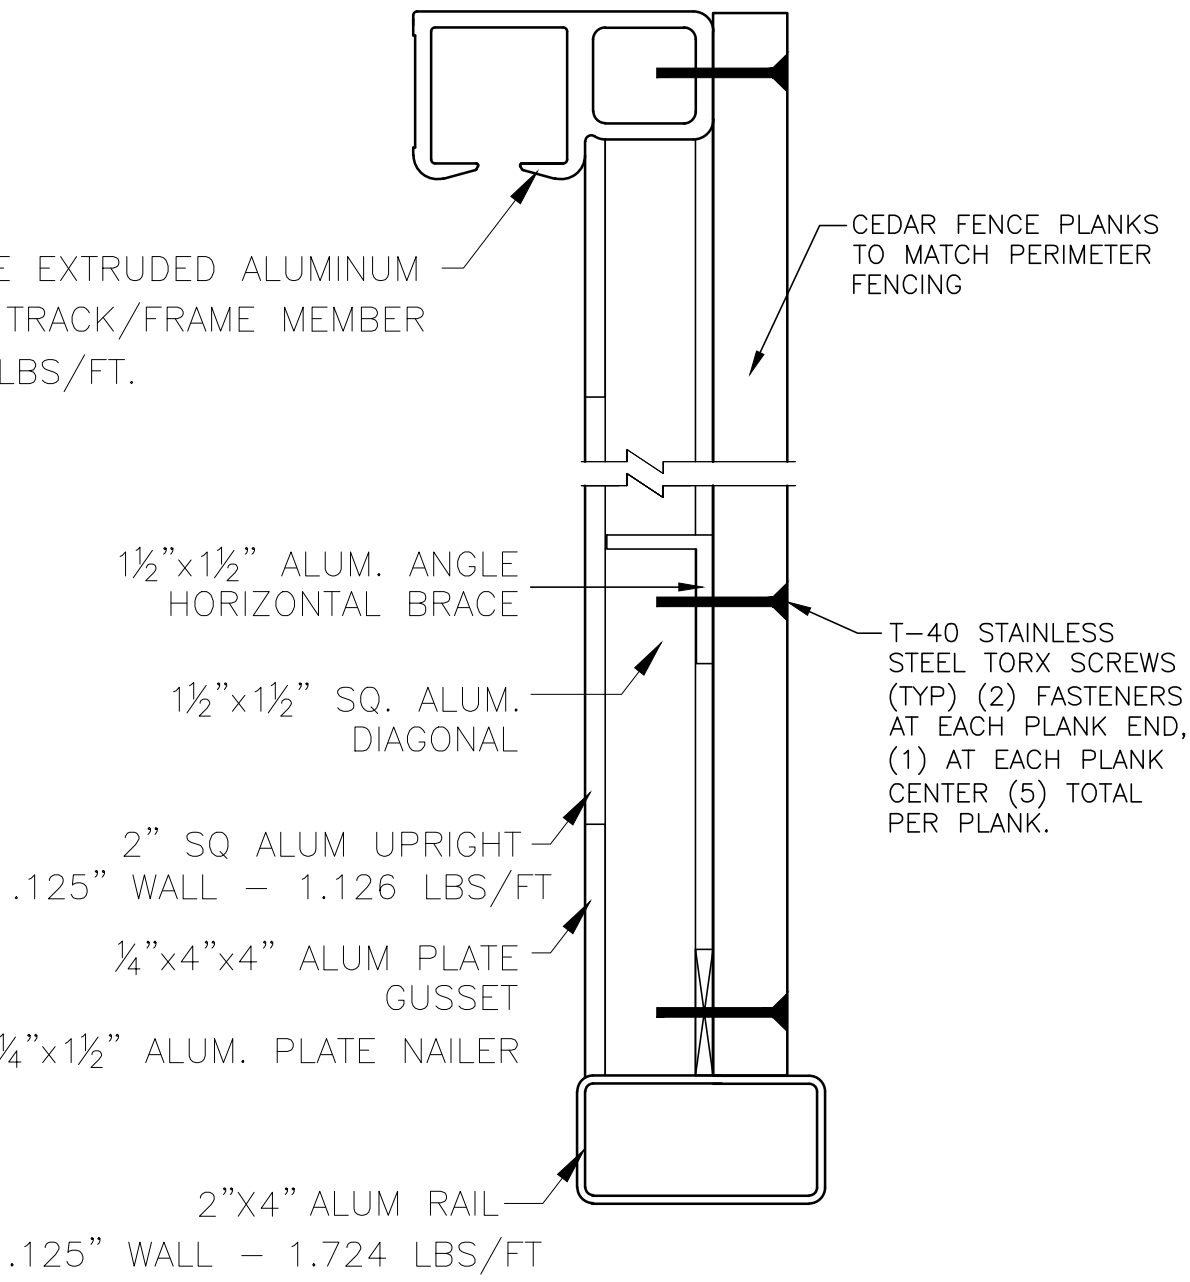 EXTRUDED ALUMINUM
TRACK/FRAME MEMBER
LBS/FT.
CEDAR FENCE PLANKS
TO MATCH PERIMETER
FENCING
1½”x1½” ALUM. ANGLE
HORIZONTAL BRACE
T–40 STAINLESS
STEEL TORX SCREWS
(TYP) (2) FASTENERS
AT EACH PLANK END,
(1) AT EACH PLANK
CENTER (5) TOTAL
PER PLANK.
1½”x1½” SQ. ALUM.
DIAGONAL
2” SQ ALUM UPRIGHT
.125” WALL – 1.126 LBS/FT
¼”x4”x4” ALUM PLATE
GUSSET
¼”x1½” ALUM. PLATE NAILER
2”X4” ALUM RAIL
.125” WALL – 1.724 LBS/FT